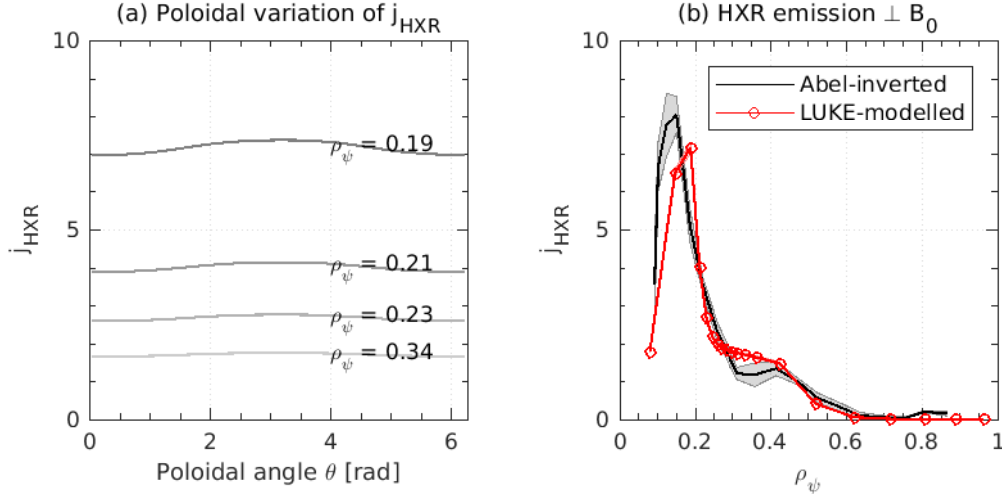 (a) Poloidal variation of j_HXR
10
5
0
j_HXR
ρ_ψ = 0.19
ρ_ψ = 0.21
ρ_ψ = 0.23
ρ_ψ = 0.34
0 2 4 6
Poloidal angle θ [rad]
(b) HXR emission ⊥ B_0
10
5
0
j_HXR
Abel-inverted
LUKE-modelled
0 0.2 0.4 0.6 0.8 1
ρ_ψ